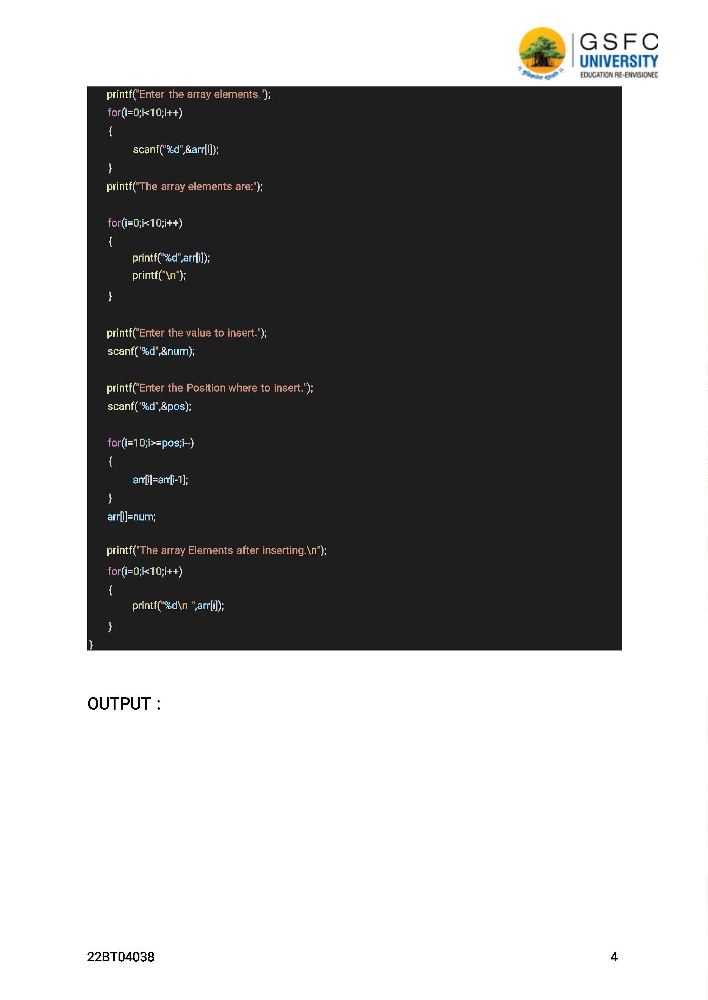 GSFC
UNIVERSITY
EDUCATION RE-ENVISIONED
printf("Enter the array elements.");
for(i=0;i<10;i++)
{
scanf("%d",&arr[i]);
}
printf("The array elements are:");
for(i=0;i<10;i++)
{
printf("%d",arr[i]);
printf("\n");
}
printf("Enter the value to insert.");
scanf("%d",&num);
printf("Enter the Position where to insert.");
scanf("%d",&pos);
for(i=10;i>=pos;i--)
{
arr[i]=arr[i-1];
}
arr[i]=num;
printf("The array Elements after inserting.\n");
for(i=0;i<10;i++)
{
printf("%d\n ",arr[i]);
}
}
OUTPUT :
22BT04038 4